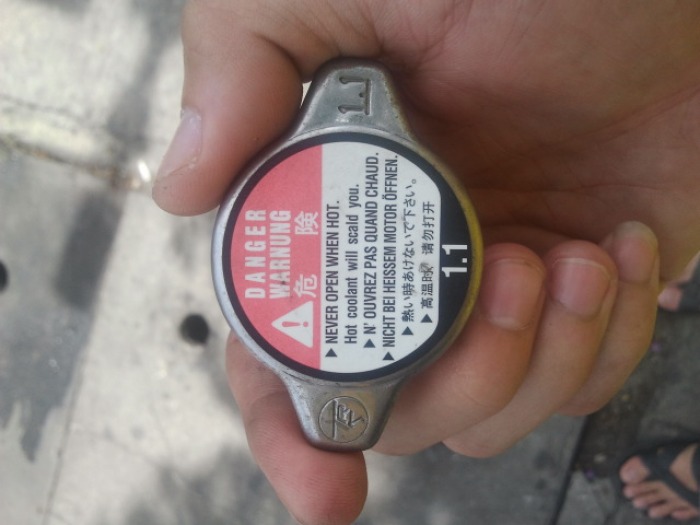 1.1
DANGER
WARNUNG
危 険
▶ NEVER OPEN WHEN HOT.
Hot coolant will scald you.
▶ N' OUVREZ PAS QUAND CHAUD.
▶ NICHT BEI HEISSEM MOTOR ÖFFNEN.
▶ 熱い時あけないで下さい。
▶ 高温时 请勿打开
1.1